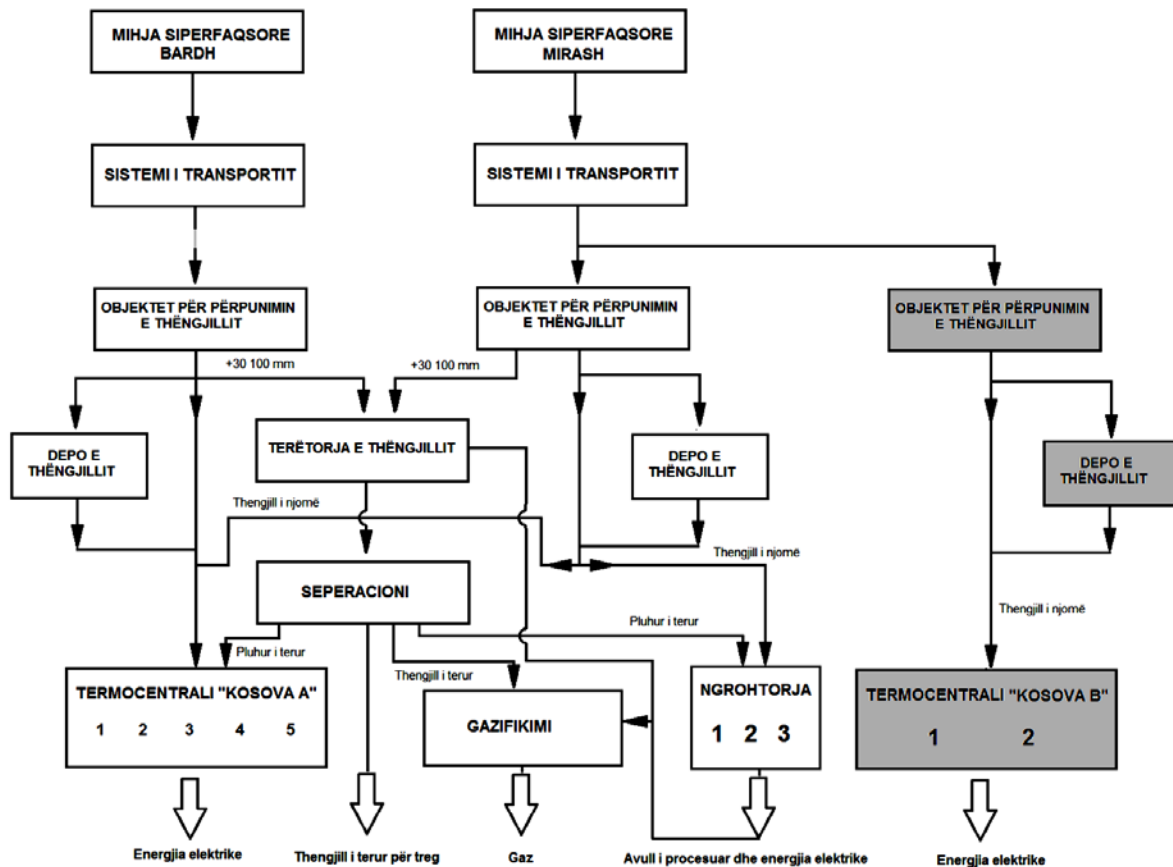 MIHJA SIPERFAQSORE
BARDH
MIHJA SIPERFAQSORE
MIRASH
SISTEMI I TRANSPORTIT
SISTEMI I TRANSPORTIT
OBJEKTET PËR PËRPUNIMIN
E THËNGJILLIT
OBJEKTET PËR PËRPUNIMIN
E THËNGJILLIT
OBJEKTET PËR PËRPUNIMIN
E THËNGJILLIT
+30 100 mm
+30 100 mm
DEPO E
THËNGJILLIT
TERËTORJA E THËNGJILLIT
DEPO E
THËNGJILLIT
DEPO E
THËNGJILLIT
Thengjill i njomë
Thengjill i njomë
SEPERACIONI
Thengjill i njomë
Pluhur i terur
Pluhur i terur
Thengjill i terur
TERMOCENTRALI "KOSOVA A"
1 2 3 4 5
GAZIFIKIMI
NGROHTORJA
1 2 3
TERMOCENTRALI "KOSOVA B"
1 2
Energjia elektrike
Thengjill i terur për treg
Gaz
Avull i procesuar dhe energjia elektrike
Energjia elektrike